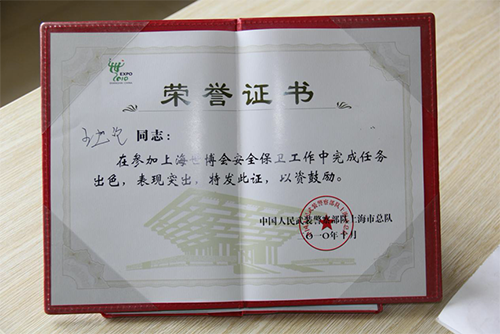 EXPO
2010
荣誉证书
同志:
在参加上海世博会安全保卫工作中完成任务
出色,表现突出,特发此证,以资鼓励。
中国人民武装警察部队上海市总队
二〇一〇年十月